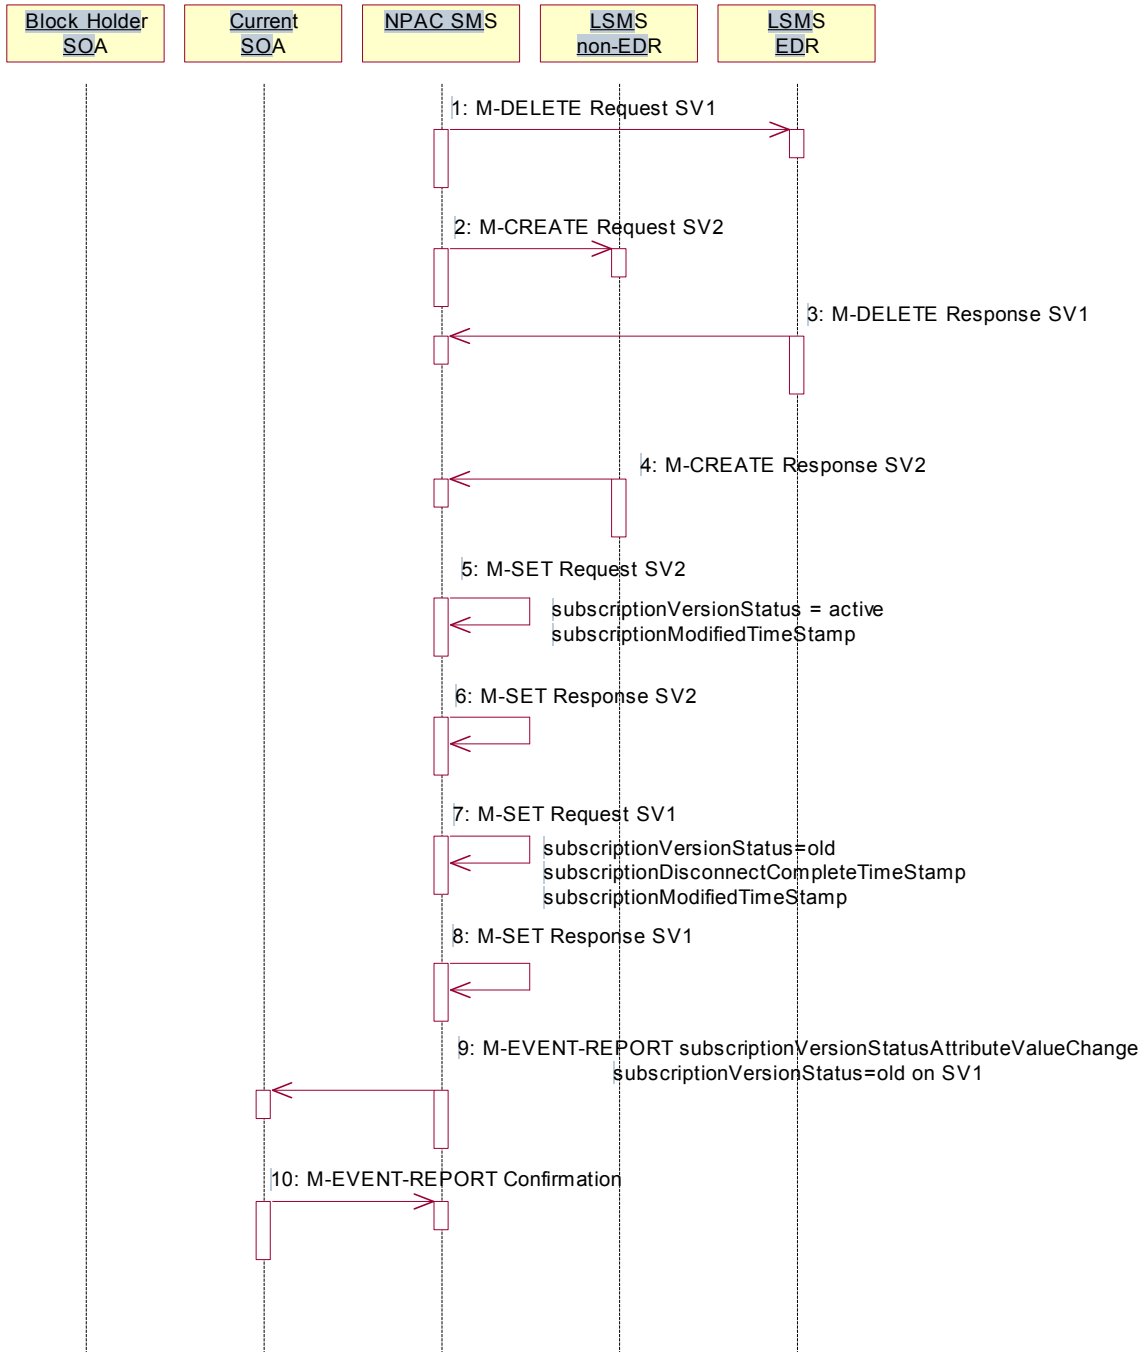 Block Holder
SOA
Current
SOA
NPAC SMS
LSMS
non-EDR
LSMS
EDR
1: M-DELETE Request SV1
2: M-CREATE Request SV2
3: M-DELETE Response SV1
4: M-CREATE Response SV2
5: M-SET Request SV2
subscriptionVersionStatus = active
subscriptionModifiedTimeStamp
6: M-SET Response SV2
7: M-SET Request SV1
subscriptionVersionStatus=old
subscriptionDisconnectCompleteTimeStamp
subscriptionModifiedTimeStamp
8: M-SET Response SV1
9: M-EVENT-REPORT subscriptionVersionStatusAttributeValueChange
subscriptionVersionStatus=old on SV1
10: M-EVENT-REPORT Confirmation